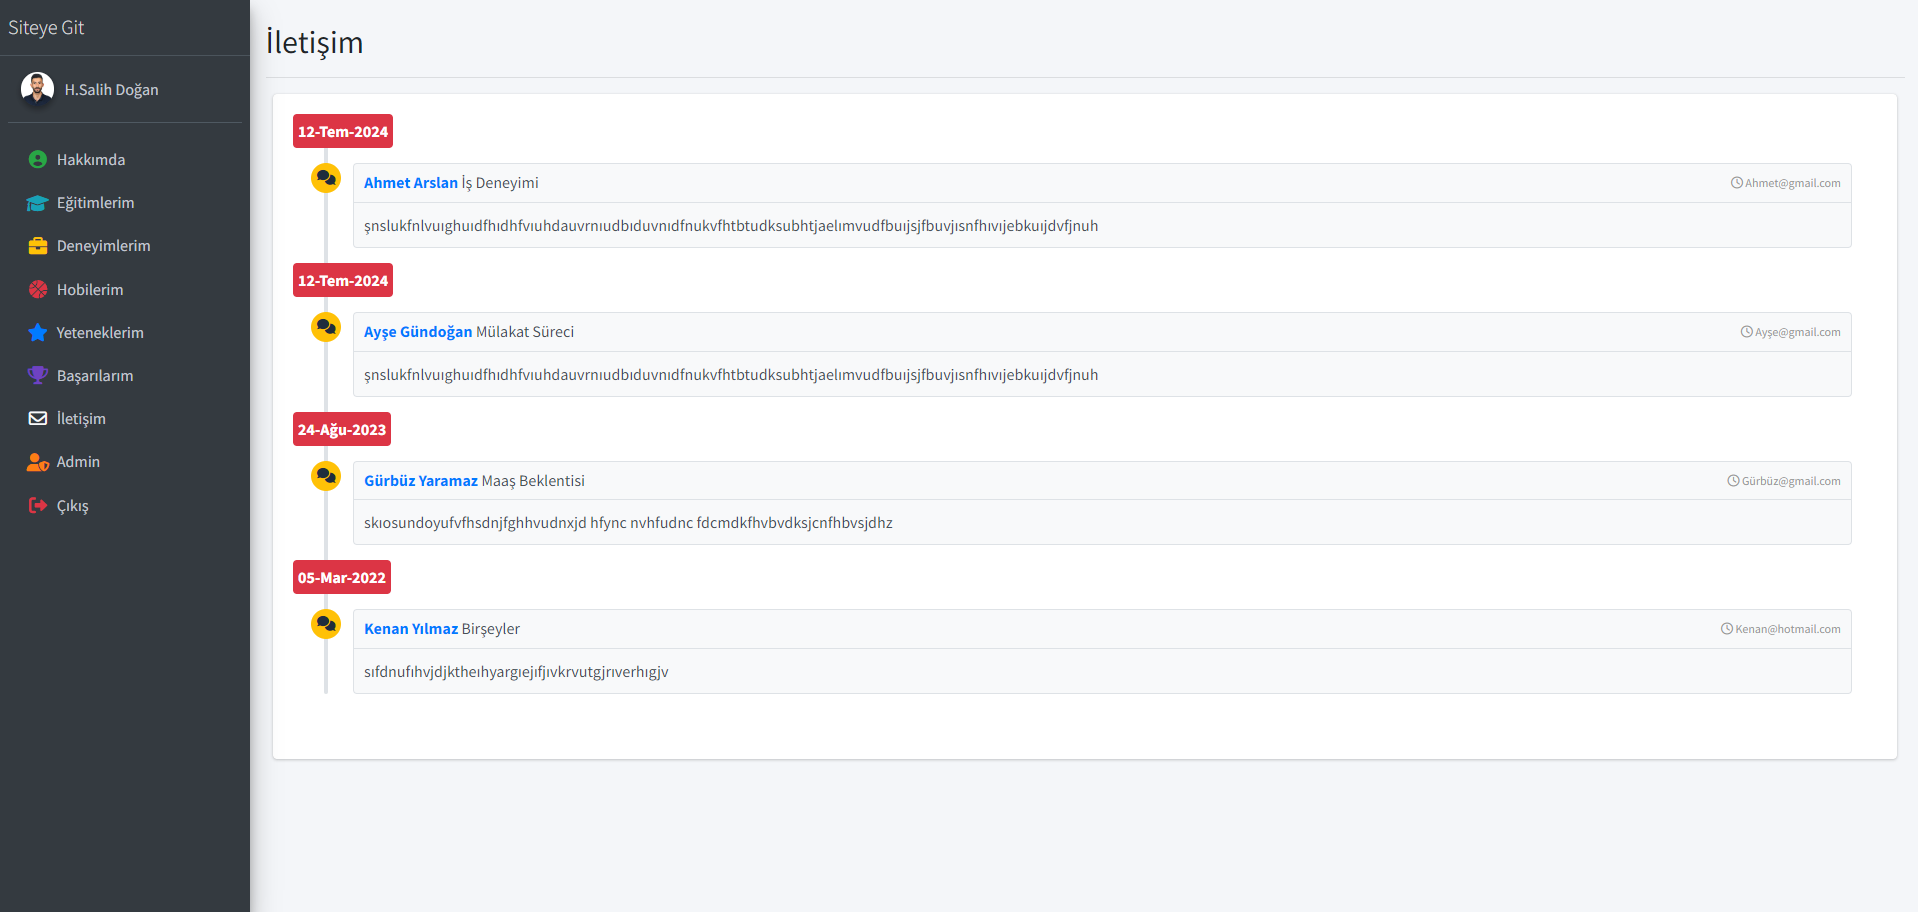 Siteye Git
H.Salih Doğan
Hakkımda
Eğitimlerim
Deneyimlerim
Hobilerim
Yeteneklerim
Başarılarım
İletişim
Admin
Çıkış
İletişim
12-Tem-2024
Ahmet Arslan İş Deneyimi Ahmet@gmail.com
şnslukfnlvuıghuıdfhıdhfvıuhdauvrnıudbıduvnıdfnukvfhtbtudksubhtjaelımvudfbuıjsjfbuvjısnfhıvıjebkuıjdvfjnuh
12-Tem-2024
Ayşe Gündoğan Mülakat Süreci Ayşe@gmail.com
şnslukfnlvuıghuıdfhıdhfvıuhdauvrnıudbıduvnıdfnukvfhtbtudksubhtjaelımvudfbuıjsjfbuvjısnfhıvıjebkuıjdvfjnuh
24-Ağu-2023
Gürbüz Yaramaz Maaş Beklentisi Gürbüz@gmail.com
skıosundoyufvfhsdnjfghhvudnxjd hfync nvhfudnc fdcmdkfhvbvdksjcnfhbvsjdhz
05-Mar-2022
Kenan Yılmaz Birşeyler Kenan@hotmail.com
sıfdnufıhvjdjktheıhyargıejıfjıvkrvutgjrıverhıgjv